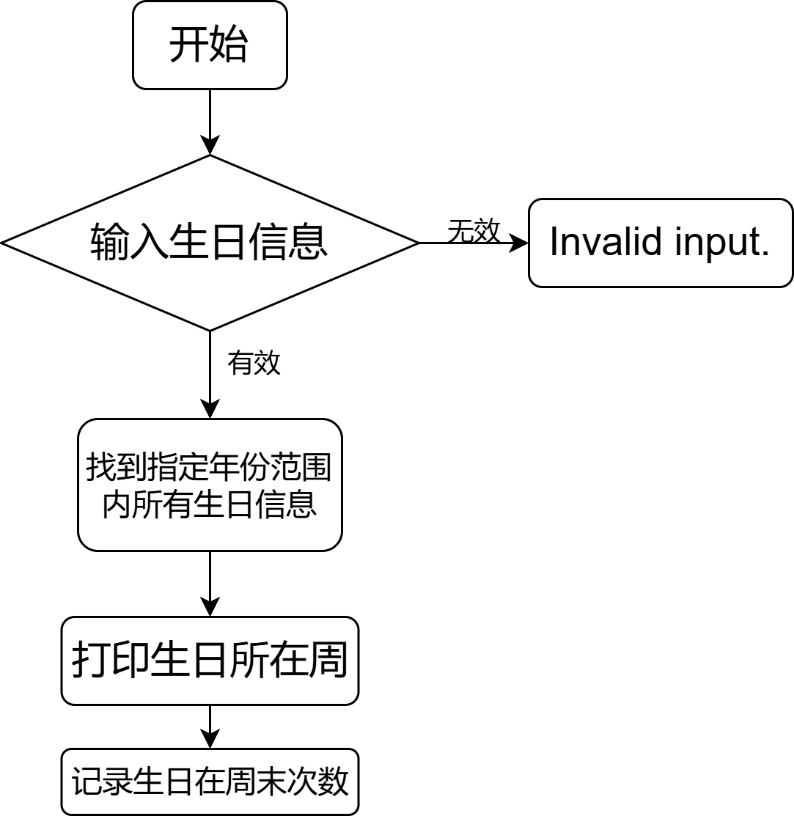 开始
输入生日信息
无效
Invalid input.
有效
找到指定年份范围
内所有生日信息
打印生日所在周
记录生日在周末次数